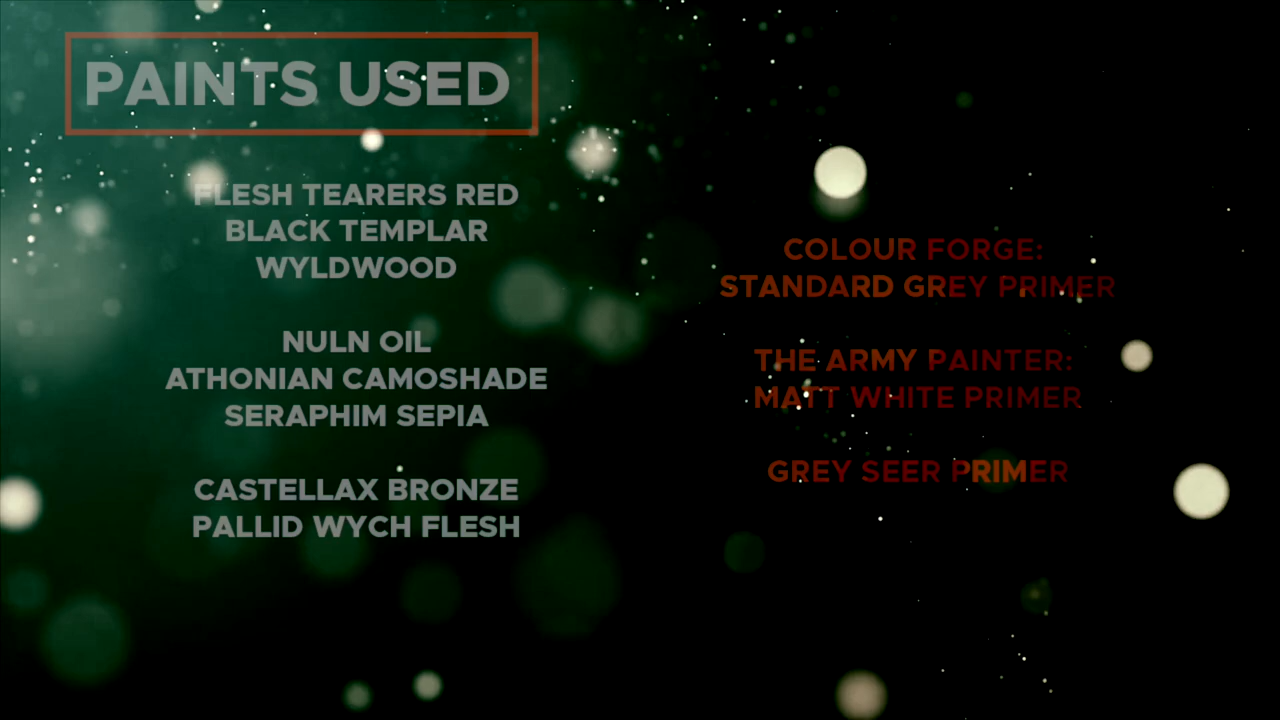 PAINTS USED
FLESH TEARERS RED
BLACK TEMPLAR
WYLDWOOD
NULN OIL
ATHONIAN CAMOSHADE
SERAPHIM SEPIA
CASTELLAX BRONZE
PALLID WYCH FLESH
COLOUR FORGE:
STANDARD GREY PRIMER
THE ARMY PAINTER:
MATT WHITE PRIMER
GREY SEER PRIMER